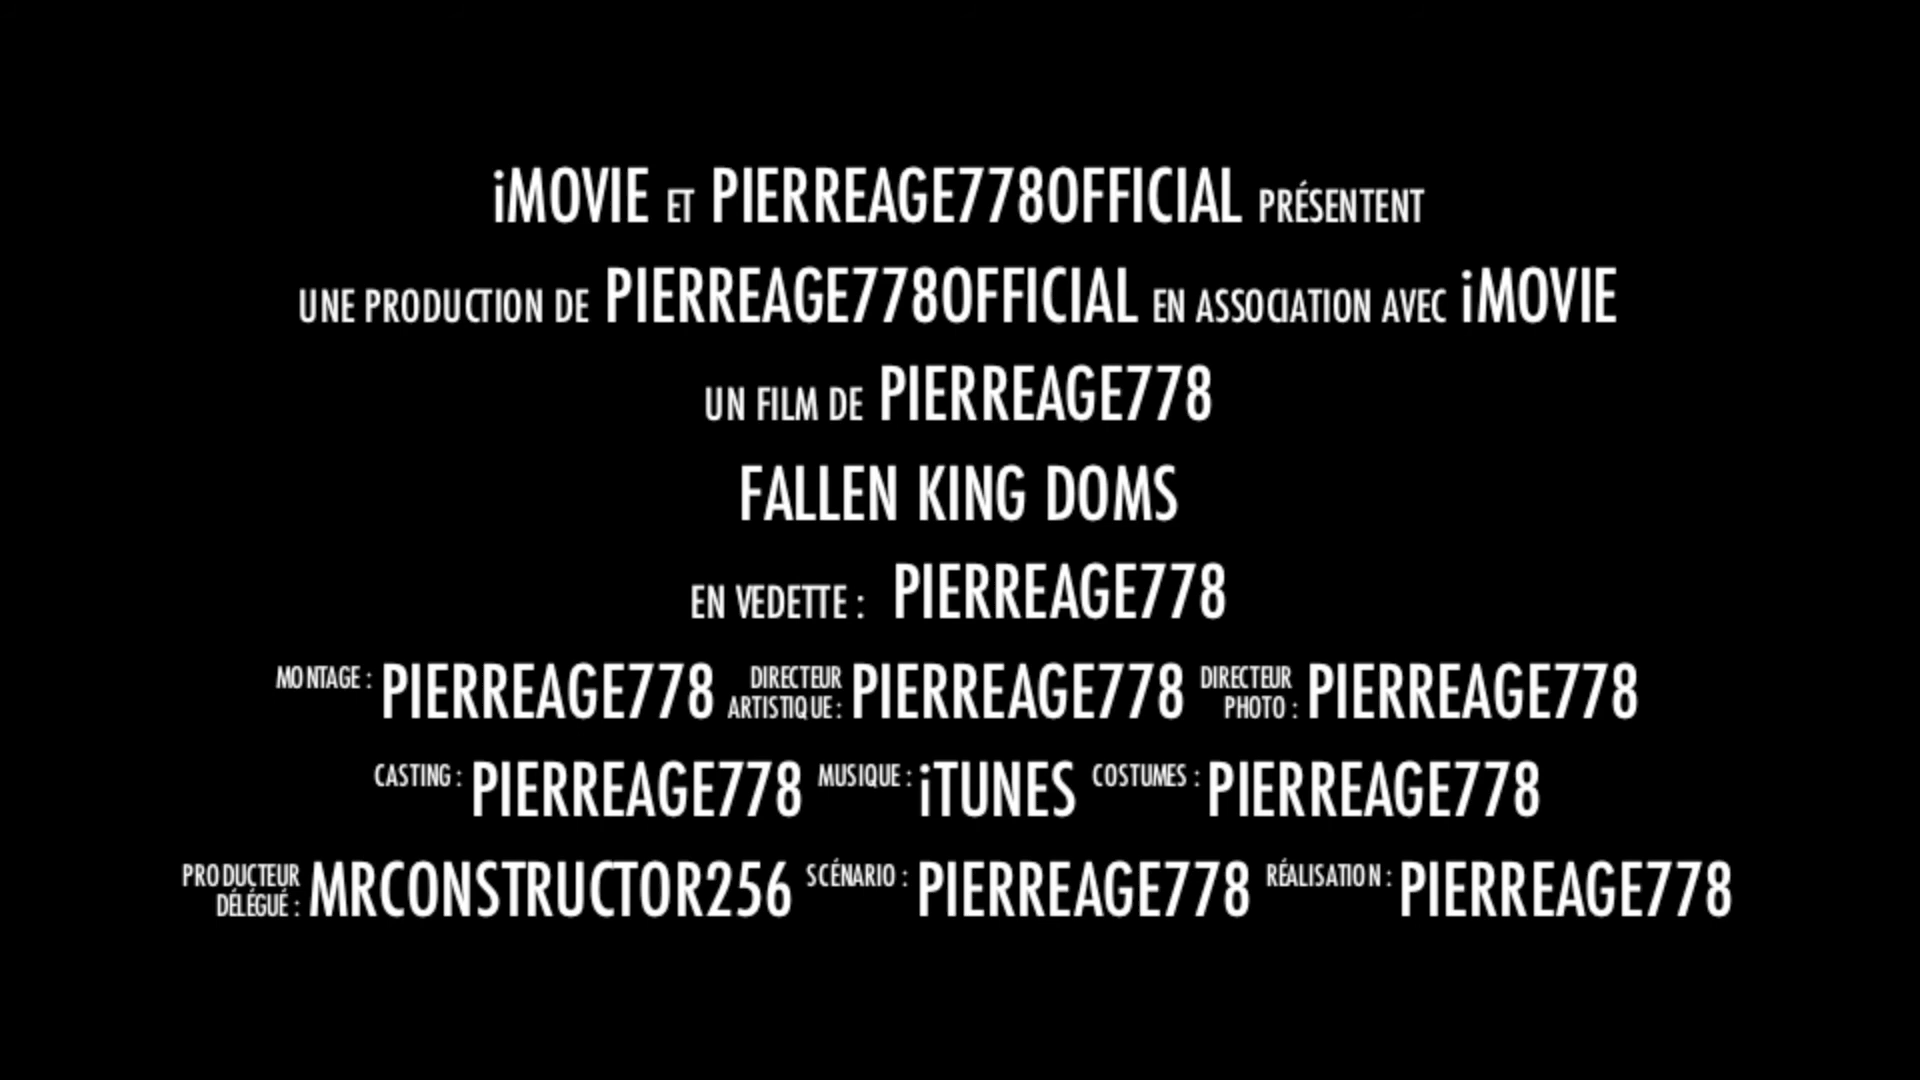 iMOVIE ET PIERREAGE778OFFICIAL PRÉSENTENT
UNE PRODUCTION DE PIERREAGE778OFFICIAL EN ASSOCIATION AVEC iMOVIE
UN FILM DE PIERREAGE778
FALLEN KING DOMS
EN VEDETTE : PIERREAGE778
MONTAGE : PIERREAGE778 DIRECTEUR ARTISTIQUE : PIERREAGE778 DIRECTEUR PHOTO : PIERREAGE778
CASTING : PIERREAGE778 MUSIQUE : iTUNES COSTUMES : PIERREAGE778
PRODUCTEUR DÉLÉGUÉ : MRCONSTRUCTOR256 SCÉNARIO : PIERREAGE778 RÉALISATION : PIERREAGE778